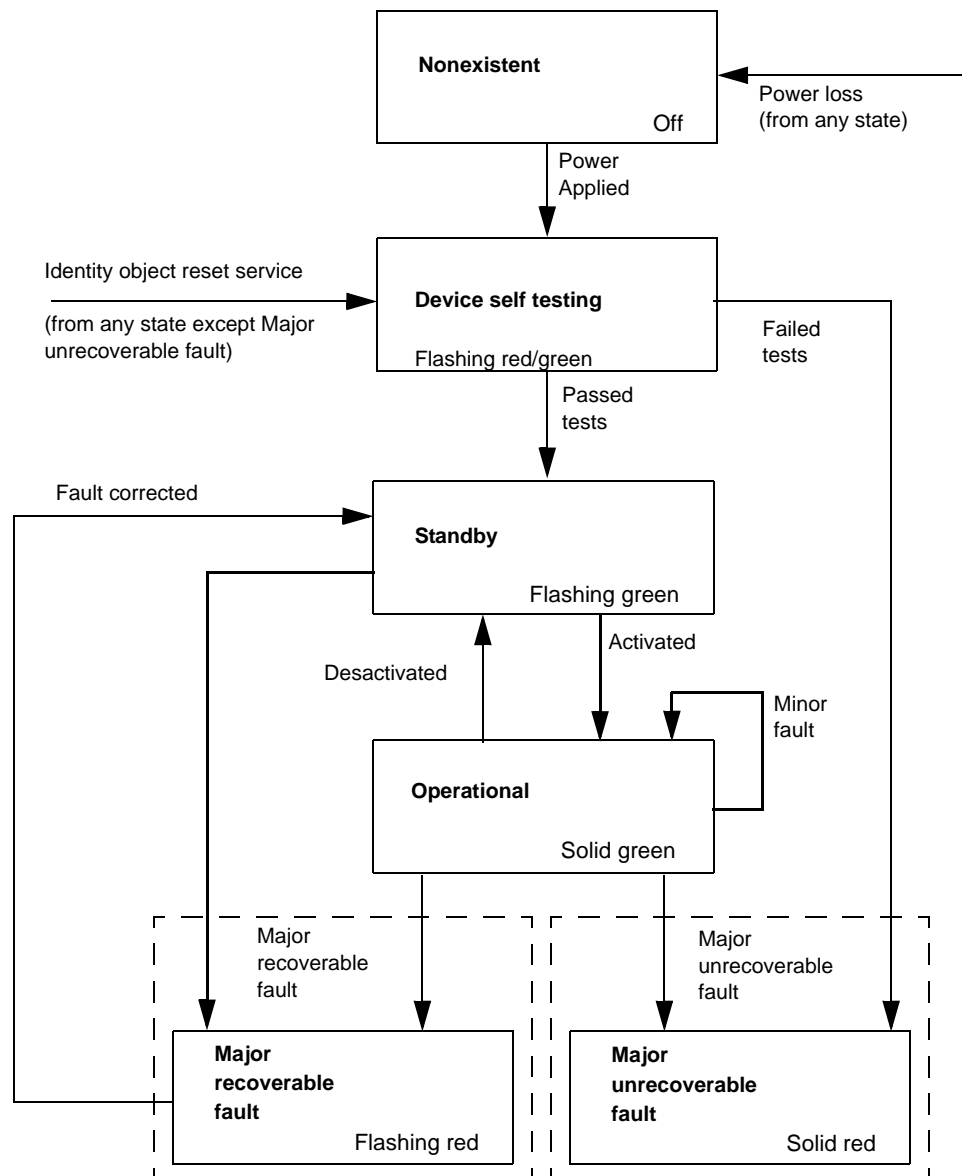 Nonexistent
Off
Power loss
(from any state)
Power
Applied
Identity object reset service
(from any state except Major
unrecoverable fault)
Device self testing
Flashing red/green
Failed
tests
Passed
tests
Fault corrected
Standby
Flashing green
Desactivated
Activated
Minor
fault
Operational
Solid green
Major
recoverable
fault
Major
unrecoverable
fault
Major
recoverable
fault
Flashing red
Major
unrecoverable
fault
Solid red